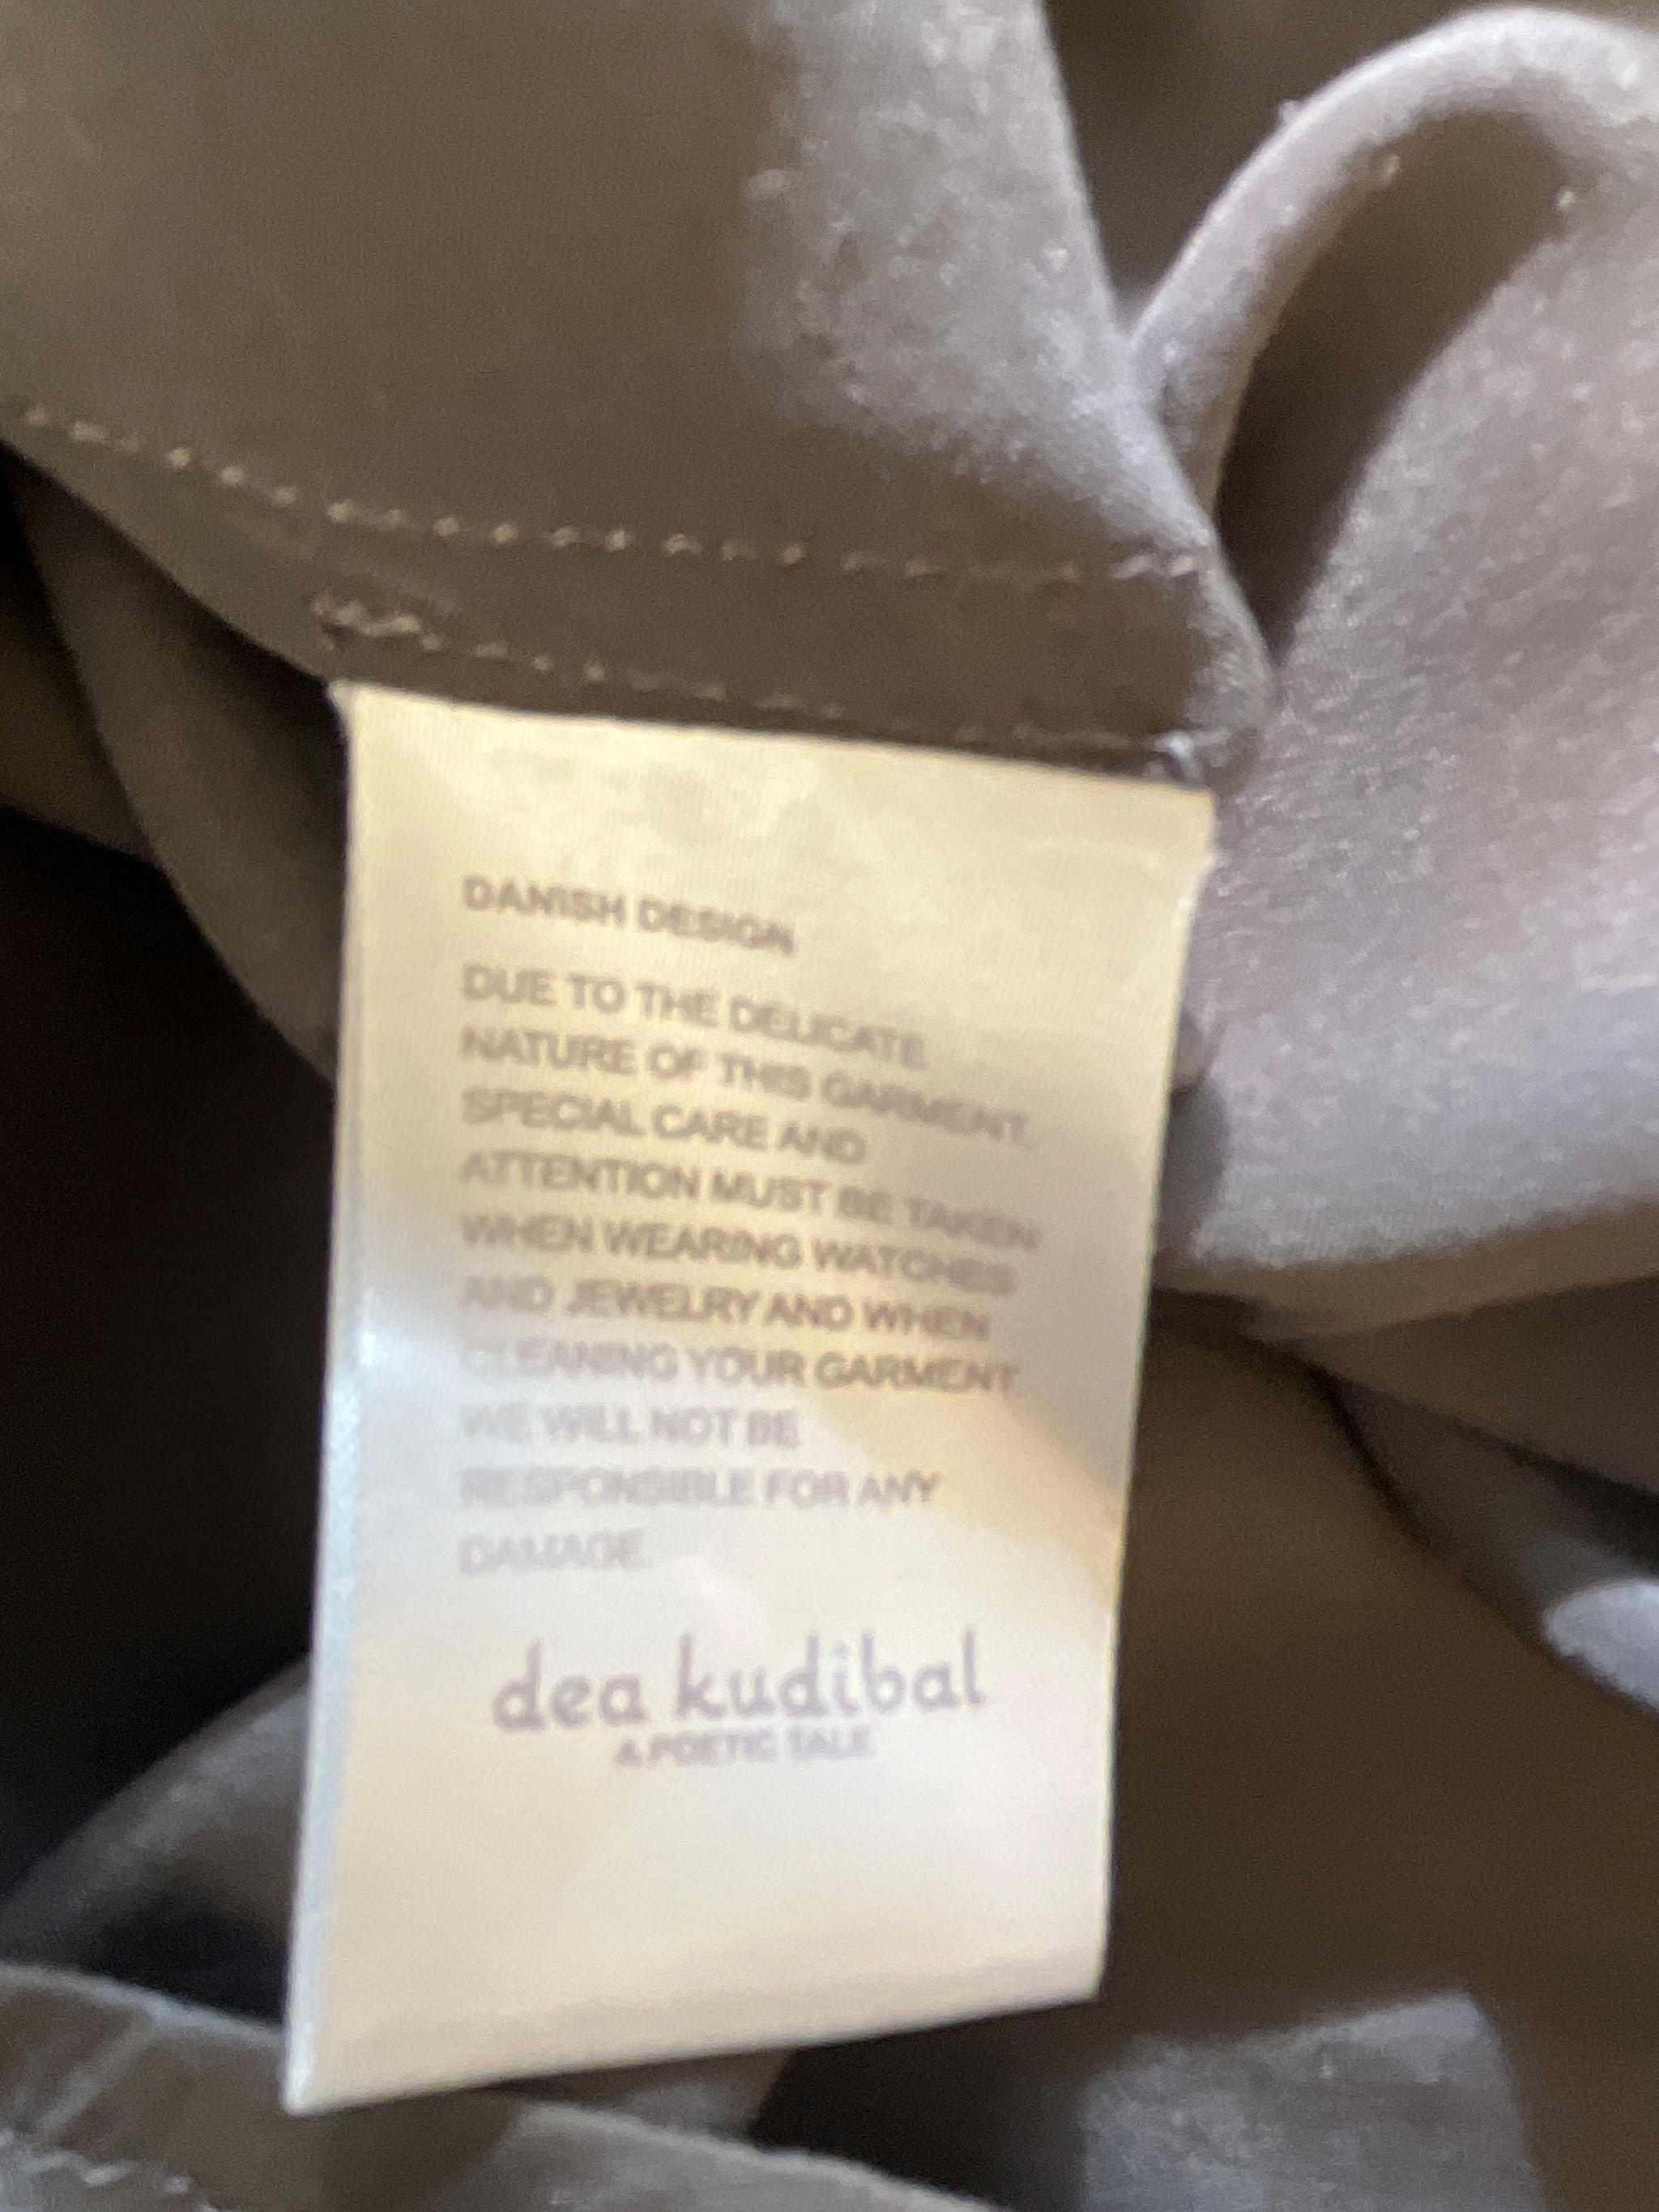 DANISH DESIGN
DUE TO THE DELICATE
NATURE OF THIS GARMENT,
SPECIAL CARE AND
ATTENTION MUST BE TAKEN
WHEN WEARING WATCHES
AND JEWELRY AND WHEN
CLEANING YOUR GARMENT
WE WILL NOT BE
RESPONSIBLE FOR ANY
DAMAGE.
dea kudibal
A POETIC TALE